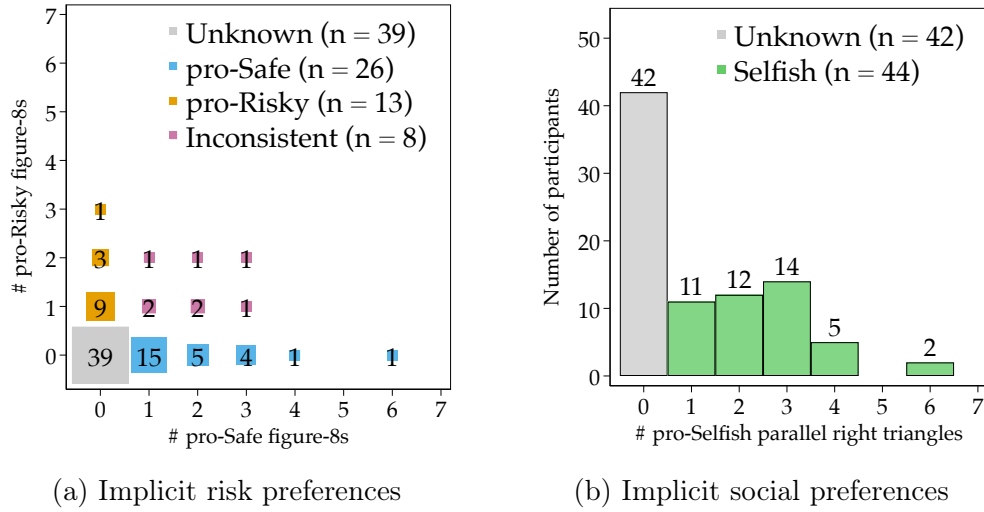 Unknown (n = 39)
pro-Safe (n = 26)
pro-Risky (n = 13)
Inconsistent (n = 8)
# pro-Risky figure-8s
7
6
5
4
3
2
1
0
1
3 1 1 1
9 2 2 1
39 15 5 4 1 1
0 1 2 3 4 5 6 7
# pro-Safe figure-8s
(a) Implicit risk preferences
Unknown (n = 42)
Selfish (n = 44)
Number of participants
50
40
30
20
10
0
42
11 12 14 5 2
0 1 2 3 4 5 6 7
# pro-Selfish parallel right triangles
(b) Implicit social preferences